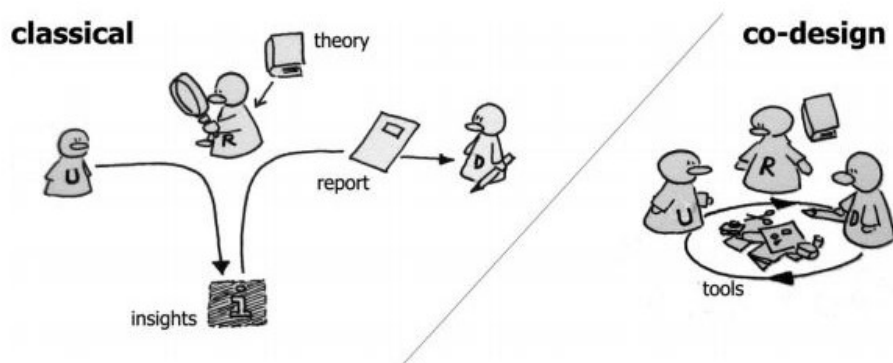 classical
theory
R
U
report
D
insights
i
co-design
R
U
D
tools